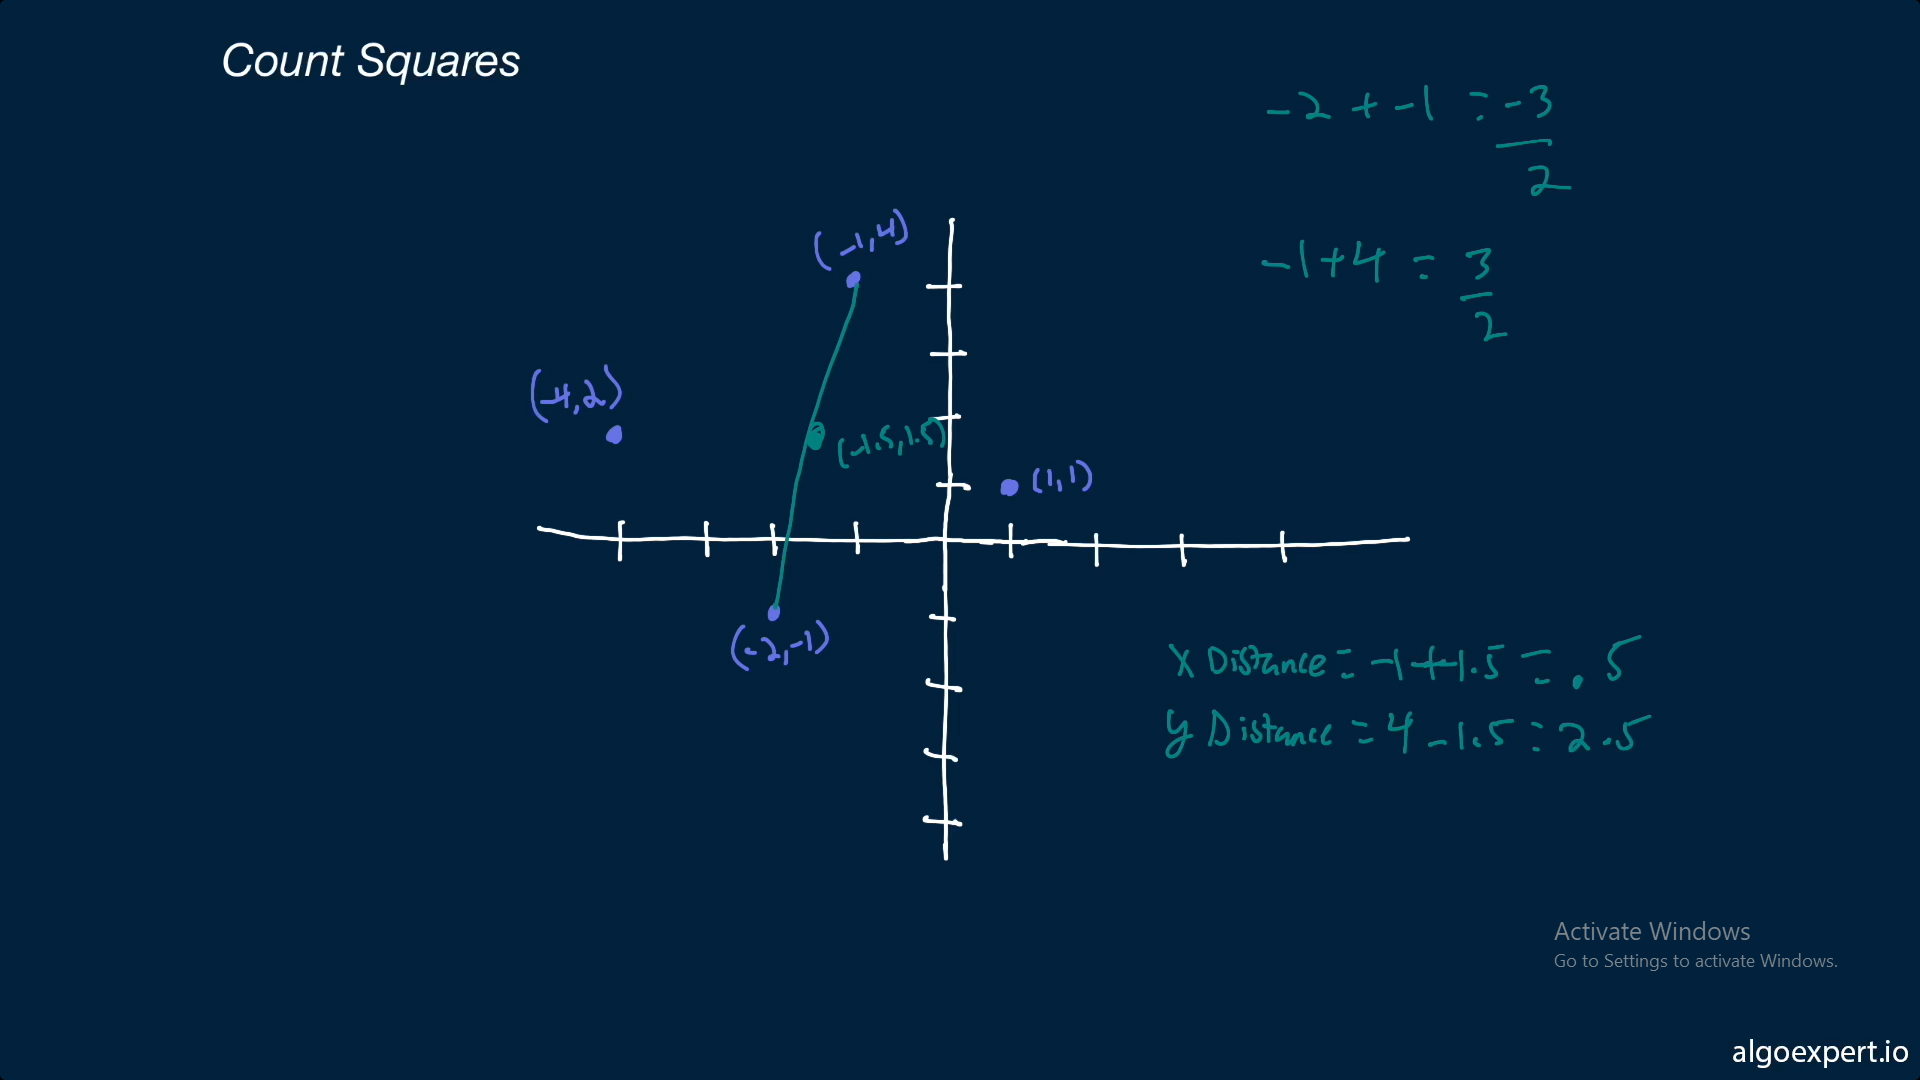 Count Squares
-2 + -1 = -3
2
-1+4 = 3
2
(-1,4)
(-4,2)
(-1.5,1.5)
(1,1)
(-2,-1)
X Distance = -1+1.5 = .5
y Distance = 4 - 1.5 = 2.5
Activate Windows
Go to Settings to activate Windows.
algoexpert.io